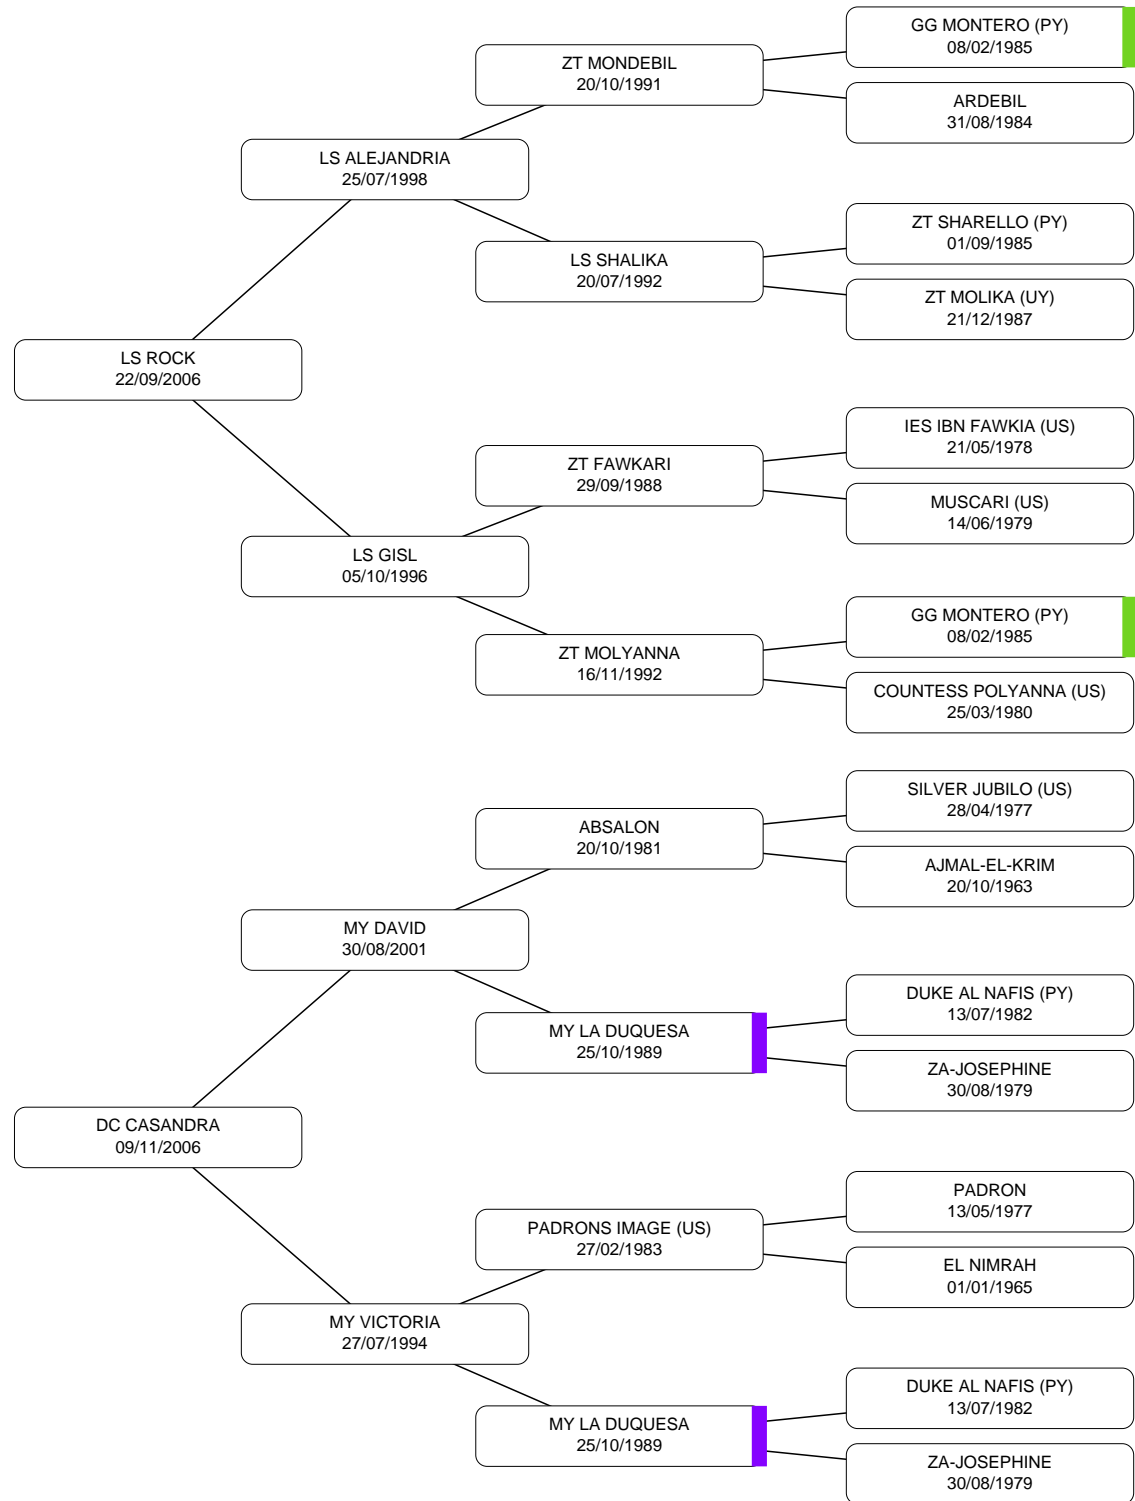 GG MONTERO (PY)
08/02/1985
ZT MONDEBIL
20/10/1991
ARDEBIL
31/08/1984
LS ALEJANDRIA
25/07/1998
ZT SHARELLO (PY)
01/09/1985
LS SHALIKA
20/07/1992
ZT MOLIKA (UY)
21/12/1987
LS ROCK
22/09/2006
IES IBN FAWKIA (US)
21/05/1978
ZT FAWKARI
29/09/1988
MUSCARI (US)
14/06/1979
LS GISL
05/10/1996
GG MONTERO (PY)
08/02/1985
ZT MOLYANNA
16/11/1992
COUNTESS POLYANNA (US)
25/03/1980
SILVER JUBILO (US)
28/04/1977
ABSALON
20/10/1981
AJMAL-EL-KRIM
20/10/1963
MY DAVID
30/08/2001
DUKE AL NAFIS (PY)
13/07/1982
MY LA DUQUESA
25/10/1989
ZA-JOSEPHINE
30/08/1979
DC CASANDRA
09/11/2006
PADRON
13/05/1977
PADRONS IMAGE (US)
27/02/1983
EL NIMRAH
01/01/1965
MY VICTORIA
27/07/1994
DUKE AL NAFIS (PY)
13/07/1982
MY LA DUQUESA
25/10/1989
ZA-JOSEPHINE
30/08/1979